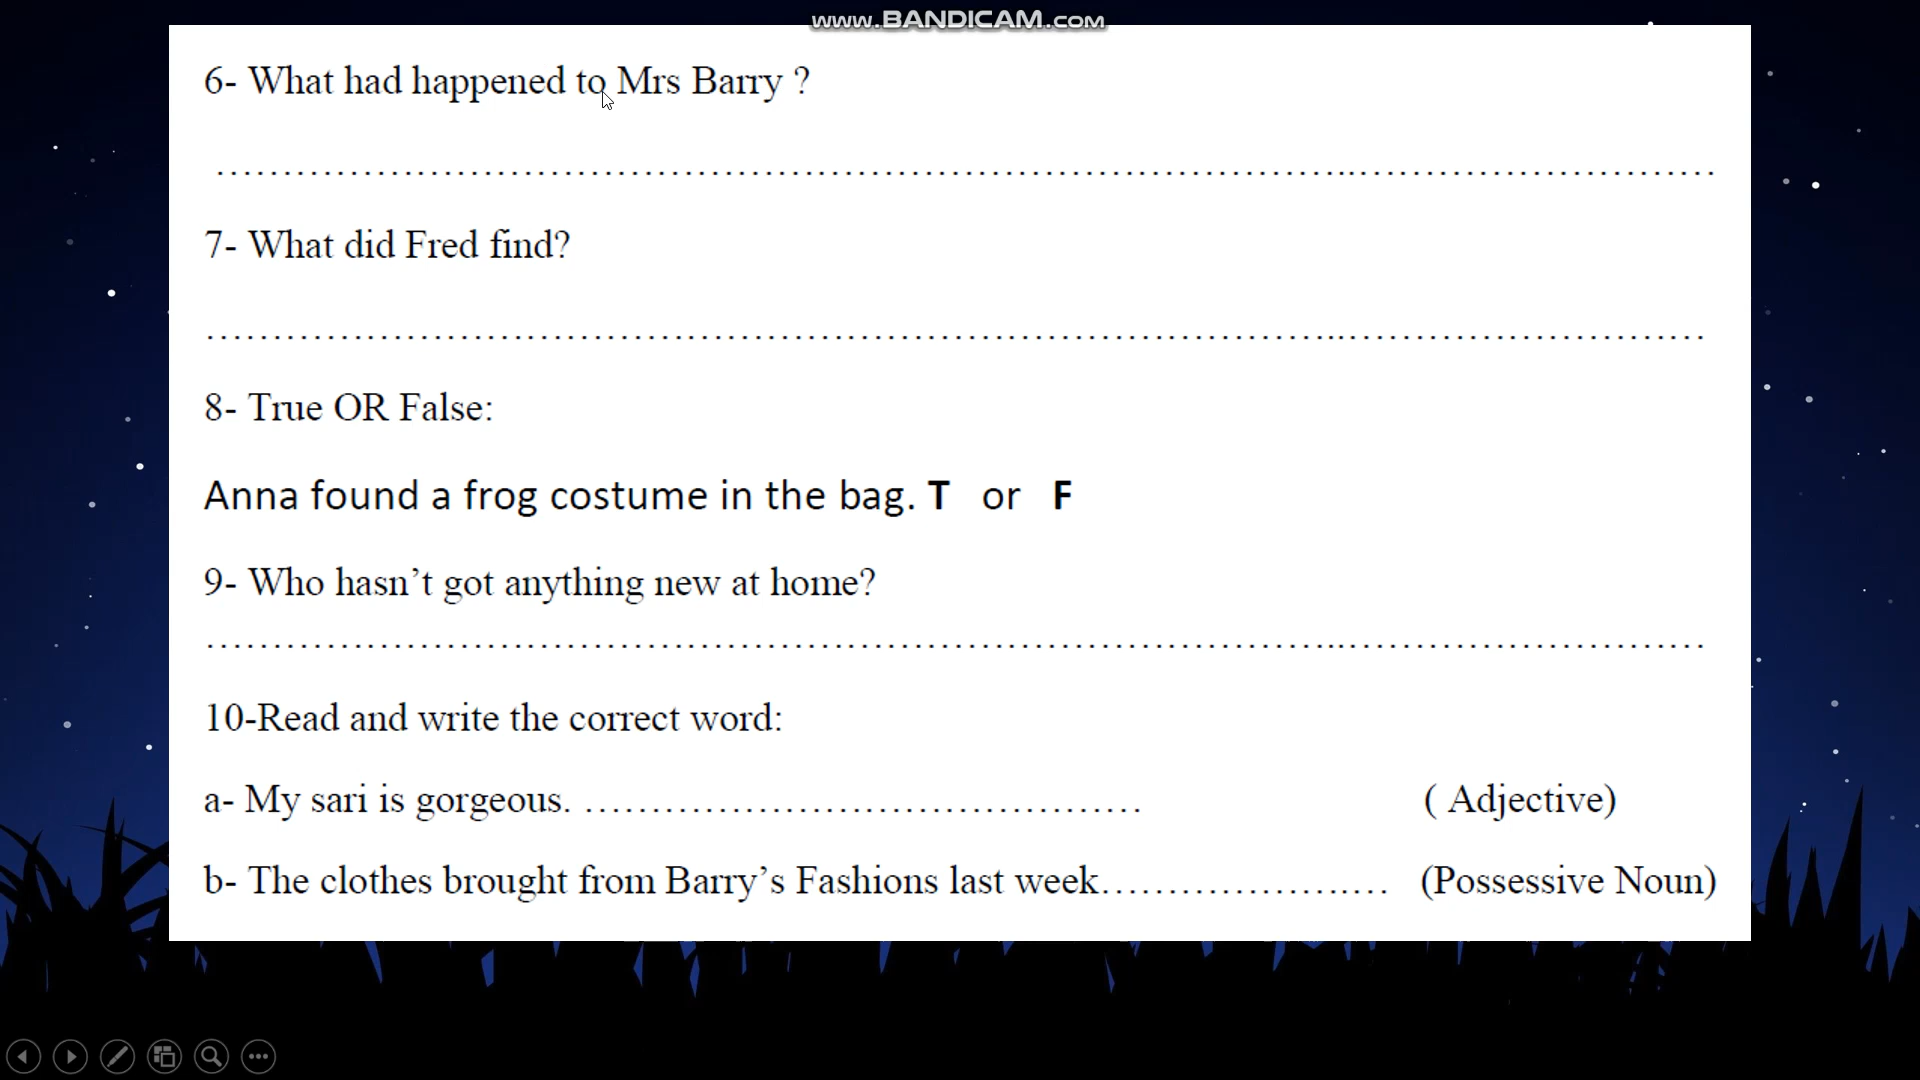 www.BANDICAM.com
6- What had happened to Mrs Barry ?
………………………………………………………………………………………..………………………
7- What did Fred find?
………………………………………………………………………………………..………………………
8- True OR False:
Anna found a frog costume in the bag. T or F
9- Who hasn’t got anything new at home?
………………………………………………………………………………………..………………………
10-Read and write the correct word:
a- My sari is gorgeous. …………………………………… ( Adjective)
b- The clothes brought from Barry’s Fashions last week……………….… (Possessive Noun)